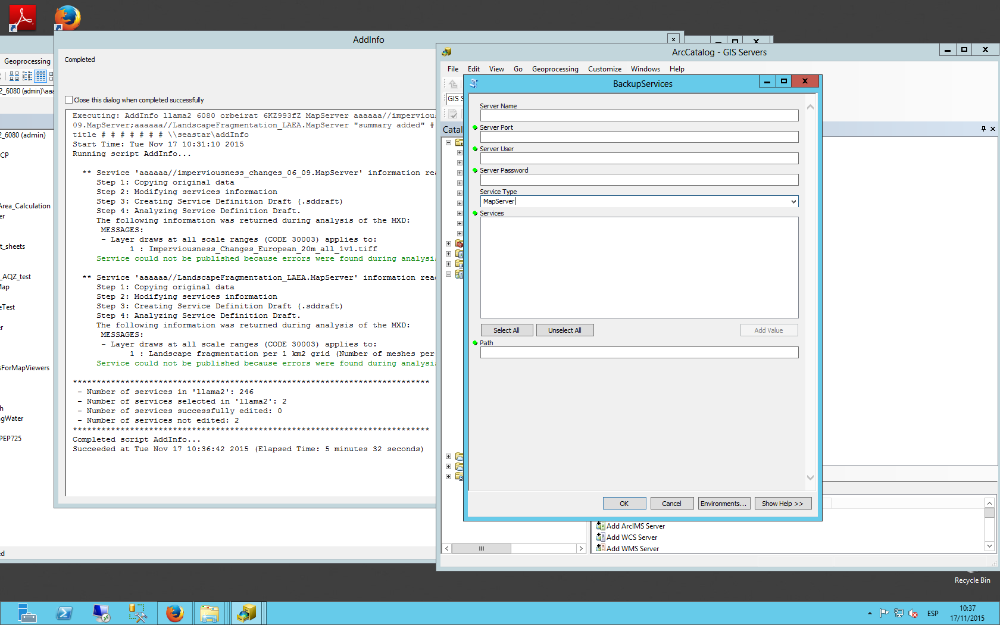 AddInfo
Completed
Close this dialog when completed successfully
Executing: AddInfo llama2 6080 orbeirat 6KZ993fZ MapServer aaaaaa//impervious
09.MapServer;aaaaaa//LandscapeFragmentation_LAEA.MapServer "summary added" #
title # # # # # # # \\seastar\addInfo
Start Time: Tue Nov 17 10:31:10 2015
Running script AddInfo...
** Service 'aaaaaa//imperviousness_changes_06_09.MapServer' information rea
Step 1: Copying original data
Step 2: Modifying services information
Step 3: Creating Service Definition Draft (.sddraft)
Step 4: Analyzing Service Definition Draft.
The following information was returned during analysis of the MXD:
MESSAGES:
- Layer draws at all scale ranges (CODE 30003) applies to:
1 : Imperviousness_Changes_European_20m_all_1v1.tiff
Service could not be published because errors were found during analysi
** Service 'aaaaaa//LandscapeFragmentation_LAEA.MapServer' information rea
Step 1: Copying original data
Step 2: Modifying services information
Step 3: Creating Service Definition Draft (.sddraft)
Step 4: Analyzing Service Definition Draft.
The following information was returned during analysis of the MXD:
MESSAGES:
- Layer draws at all scale ranges (CODE 30003) applies to:
1 : Landscape fragmentation per 1 km2 grid (Number of meshes per
Service could not be published because errors were found during analysi
***************************************************************************
- Number of services in 'llama2': 246
- Number of services selected in 'llama2': 2
- Number of services successfully edited: 0
- Number of services not edited: 2
***************************************************************************
Completed script AddInfo...
Succeeded at Tue Nov 17 10:36:42 2015 (Elapsed Time: 5 minutes 32 seconds)
Geoprocessing
2_6080 (admin)\aaa
2_6080 (admin)
CP
Area_Calculation
er
t_sheets
_AQZ_test
Map
eTest
er
sForMapViewers
h
gWater
PEP725
ed
ArcCatalog - GIS Servers
File Edit View Go Geoprocessing Customize Windows Help
GIS S
Catal
BackupServices
Server Name
Server Port
Server User
Server Password
Service Type
MapServer
Services
Select All Unselect All Add Value
Path
OK Cancel Environments... Show Help >>
Add ArcIMS Server
Add WCS Server
Add WMS Server
Recycle Bin
ESP
10:37
17/11/2015